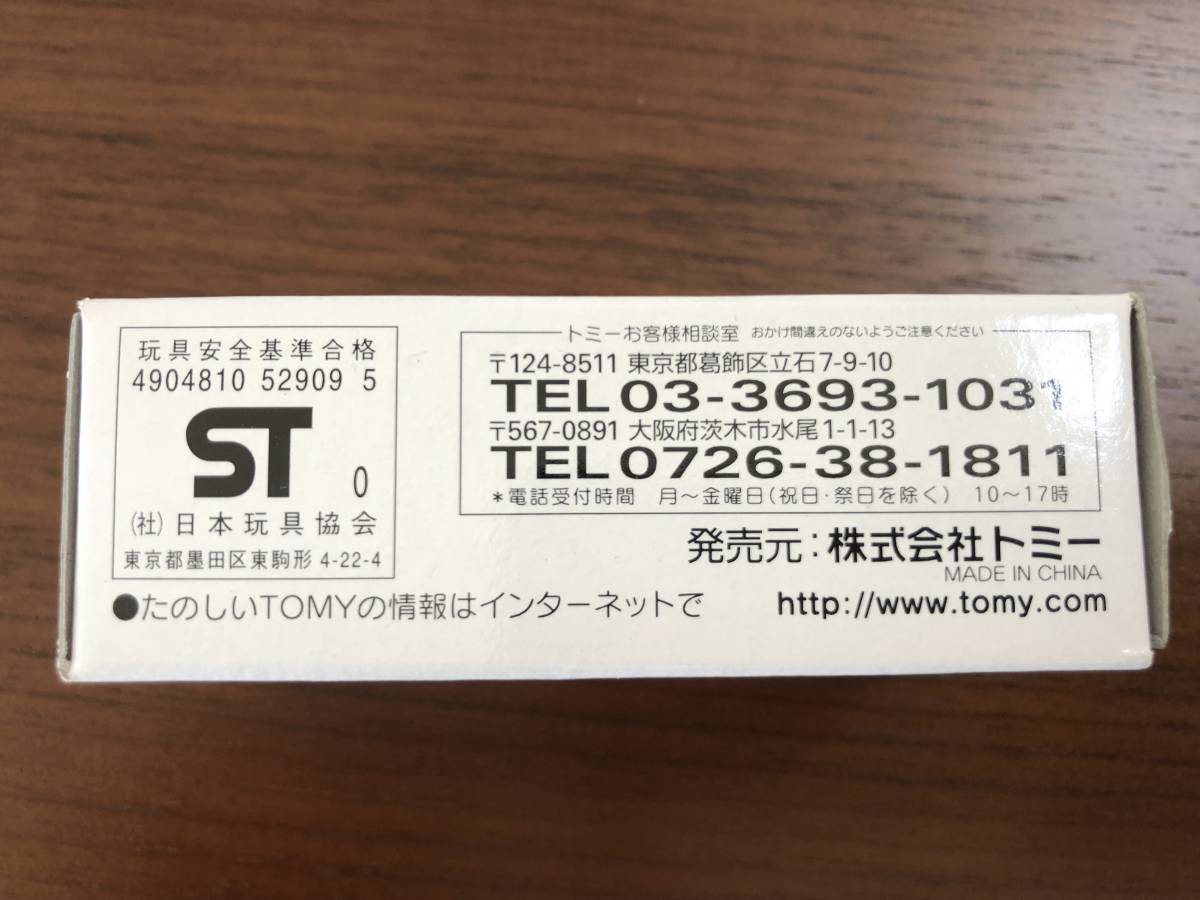 玩具安全基準合格
4904810 52909 5
ST 0
(社)日本玩具協会
東京都墨田区東駒形 4-22-4
トミーお客様相談室 おかけ間違えのないようご注意ください
〒124-8511 東京都葛飾区立石7-9-10
TEL 03-3693-1031
〒567-0891 大阪府茨木市水尾1-1-13
TEL 0726-38-1811
*電話受付時間 月~金曜日(祝日・祭日を除く) 10~17時
発売元:株式会社トミー
MADE IN CHINA
●たのしいTOMYの情報はインターネットで http://www.tomy.com